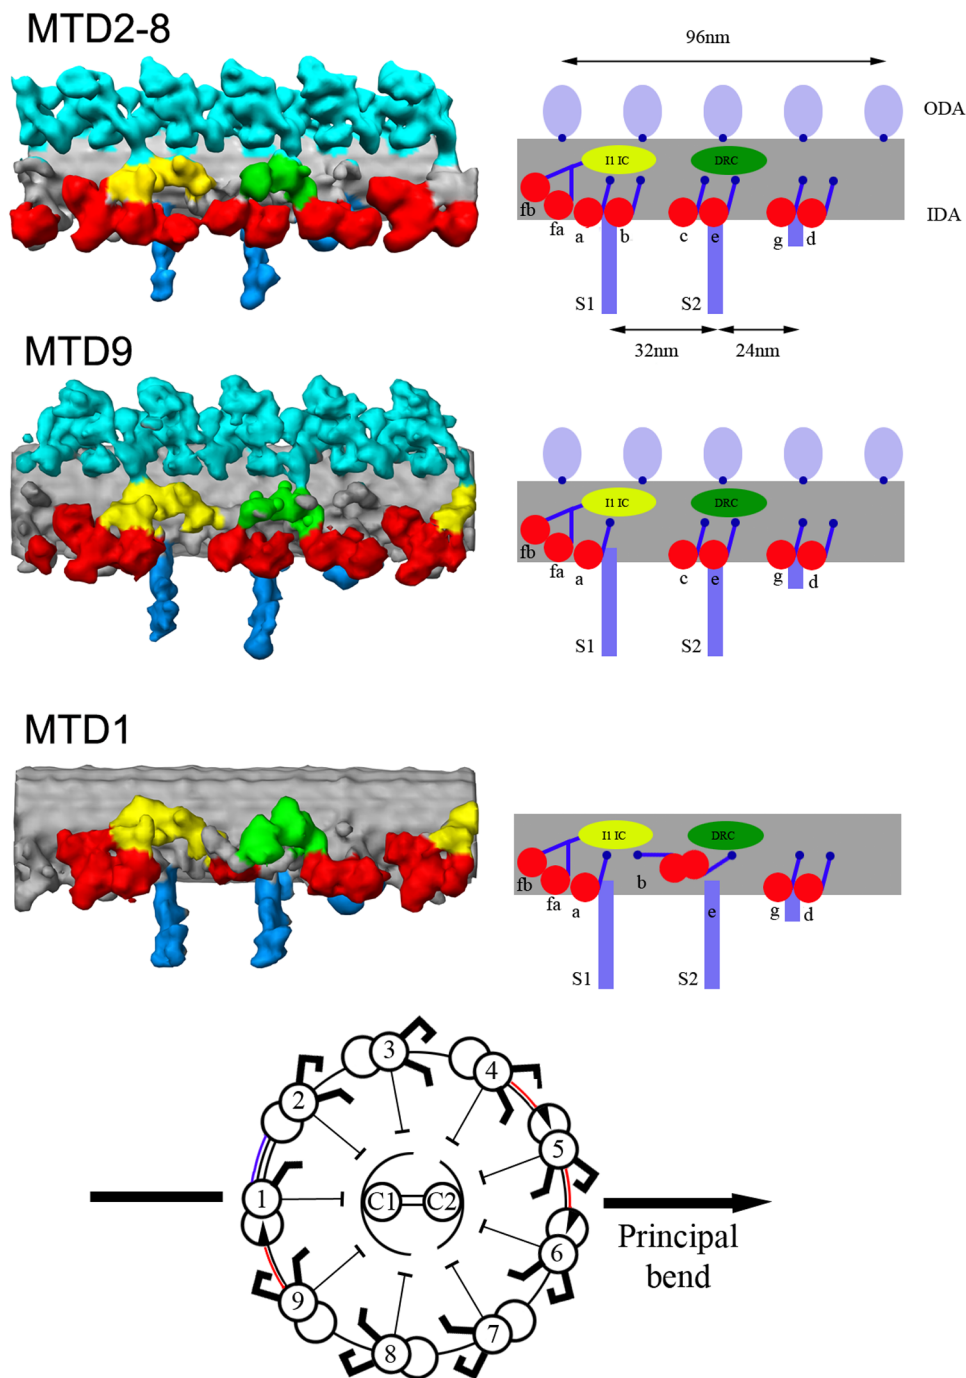 MTD2-8
96nm
ODA
I1 IC
DRC
fb
IDA
fa
a
b
c
e
g
d
S1
S2
32nm
24nm
MTD9
I1 IC
DRC
fb
fa
a
c
e
g
d
S1
S2
MTD1
I1 IC
DRC
fb
b
fa
a
e
g
d
S1
S2
3
4
2
5
1
C1
C2
Principal
bend
6
9
7
8